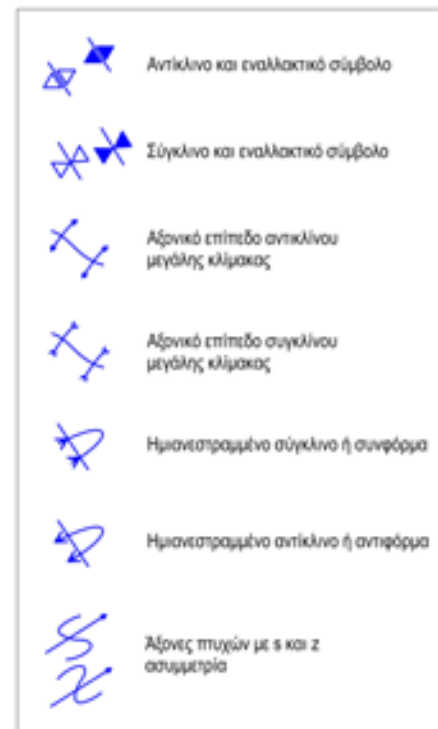 Αντίκλινο και εναλλακτικό σύμβολο
Σύγκλινο και εναλλακτικό σύμβολο
Αξονικό επίπεδο αντικλίνου
μεγάλης κλίμακας
Αξονικό επίπεδο συγκλίνου
μεγάλης κλίμακας
Ημιανεστραμμένο σύγκλινο ή συνφόρμα
Ημιανεστραμμένο αντίκλινο ή αντιφόρμα
Άξονες πτυχών με s και z
ασυμμετρία